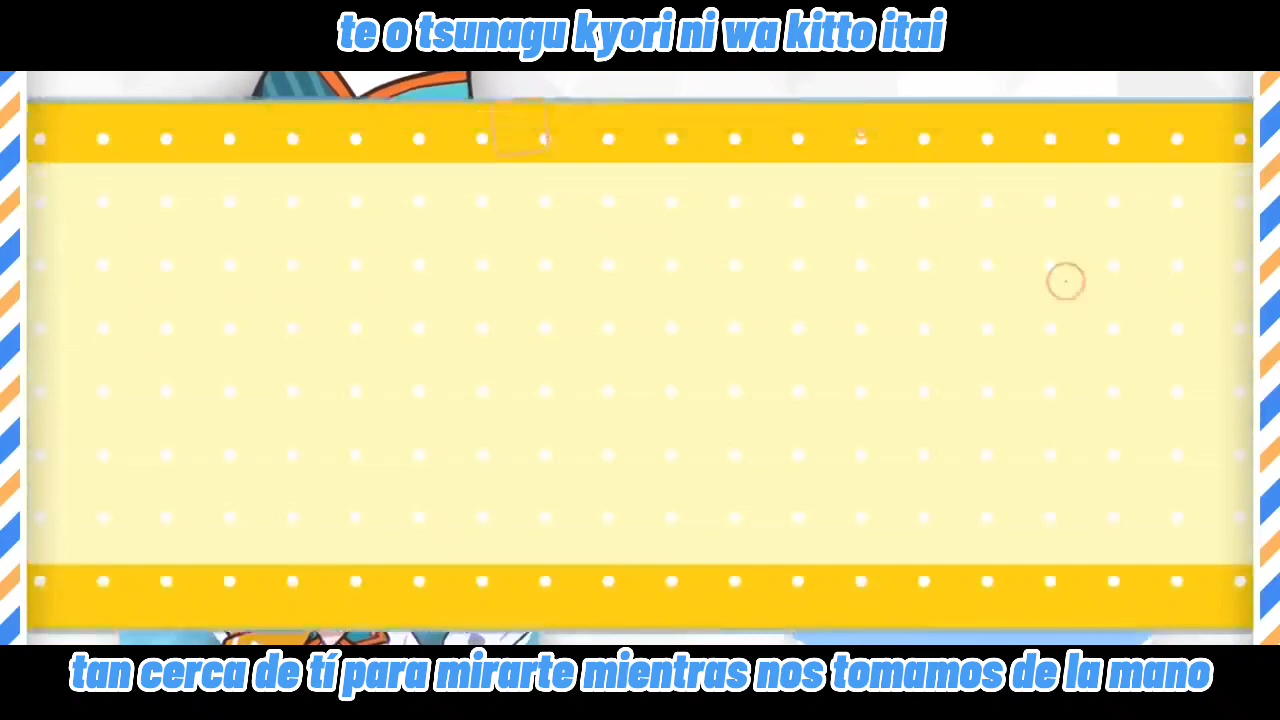 te o tsunagu kyori ni wa kitto itai
tan cerca de tí para mirarte mientras nos tomamos de la mano